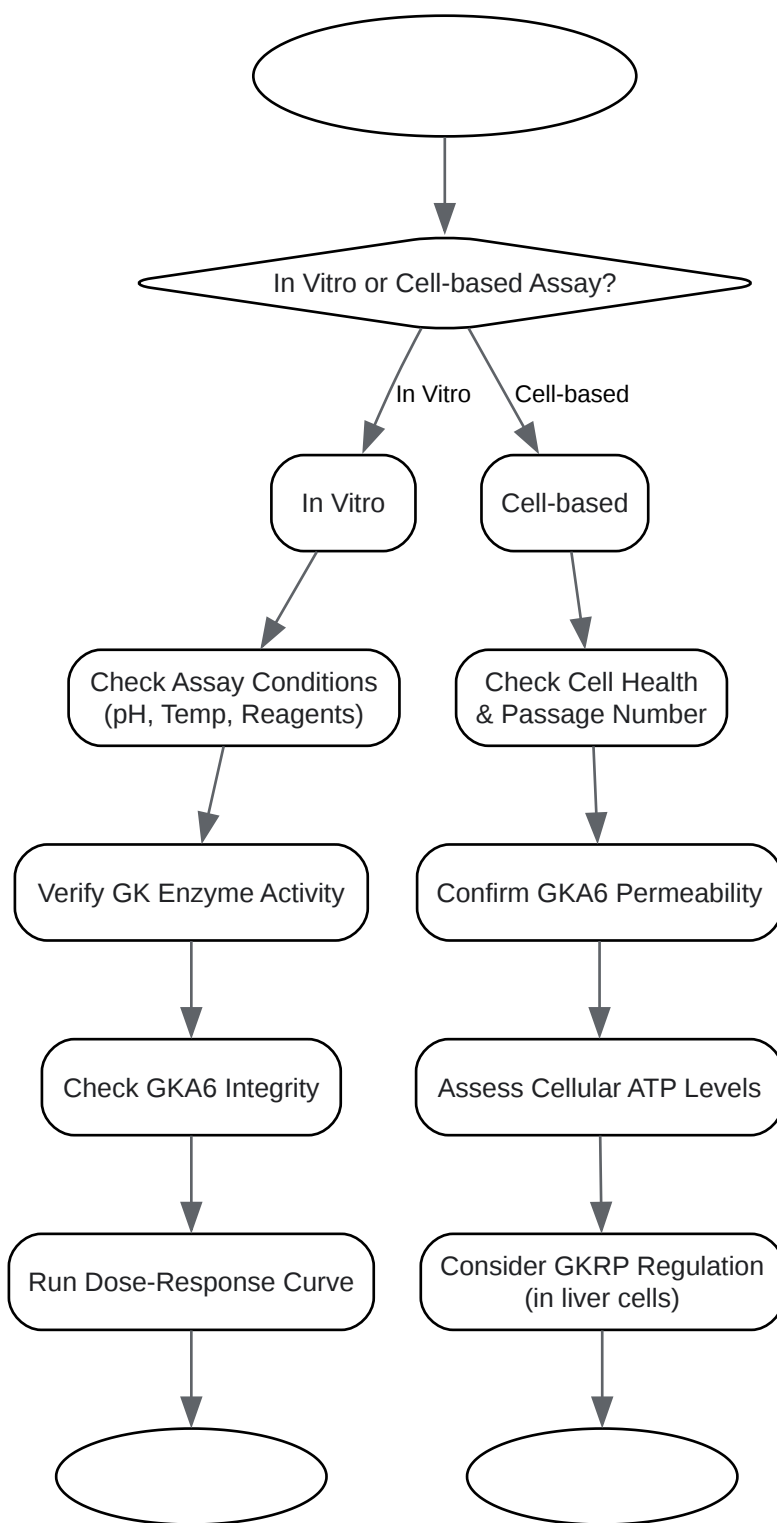 In Vitro or Cell-based Assay?
In Vitro
Cell-based
In Vitro
Cell-based
Check Assay Conditions
(pH, Temp, Reagents)
Check Cell Health
& Passage Number
Verify GK Enzyme Activity
Confirm GKA6 Permeability
Check GKA6 Integrity
Assess Cellular ATP Levels
Run Dose-Response Curve
Consider GKRP Regulation
(in liver cells)